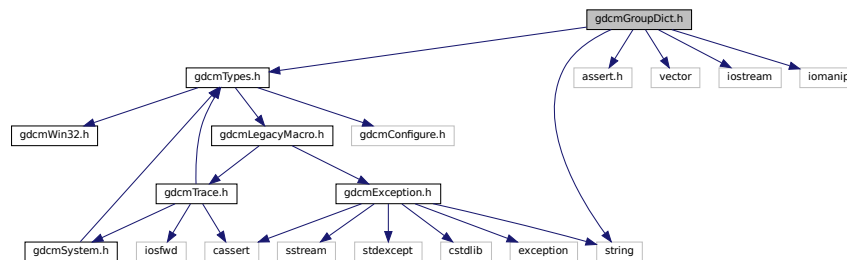 gdcmGroupDict.h
gdcmTypes.h
assert.h
vector
iostream
iomanip
gdcmWin32.h
gdcmLegacyMacro.h
gdcmConfigure.h
gdcmTrace.h
gdcmException.h
gdcmSystem.h
iosfwd
cassert
sstream
stdexcept
cstdlib
exception
string